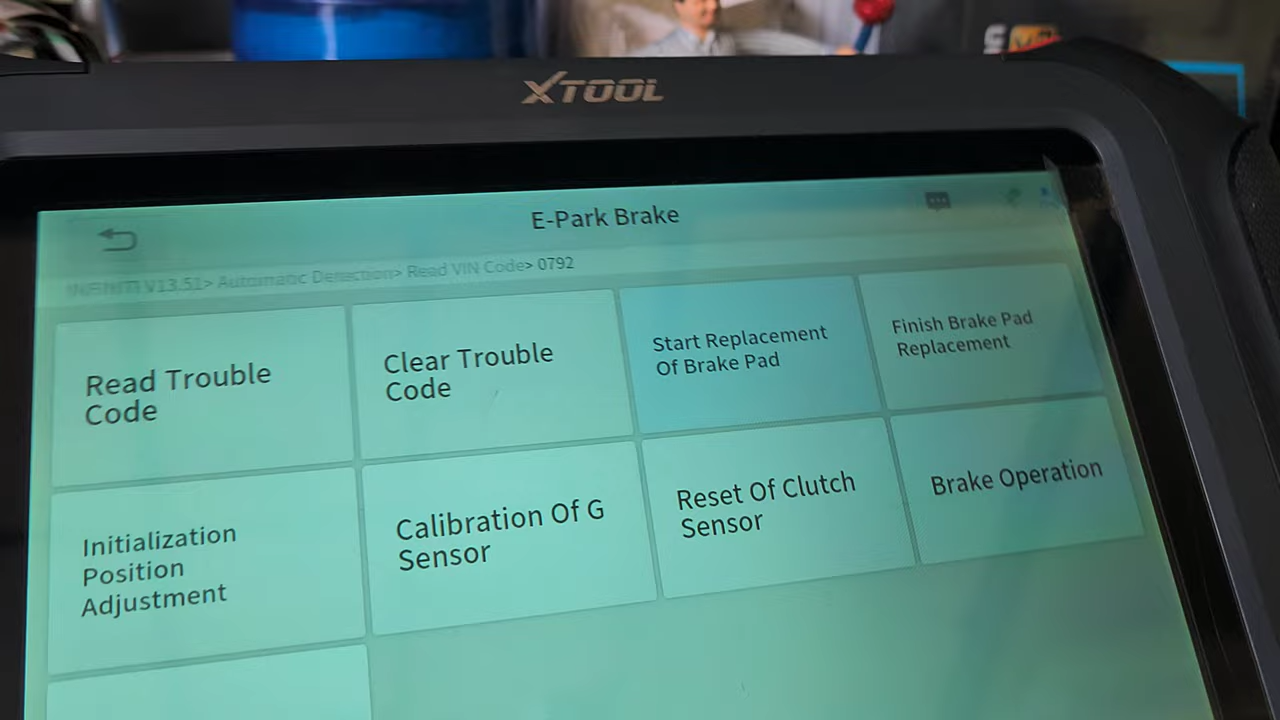 XTOOL
E-Park Brake
INFINITI V13.51> Automatic Detection> Read VIN Code> 0792
Read Trouble
Code
Clear Trouble
Code
Start Replacement
Of Brake Pad
Finish Brake Pad
Replacement
Initialization
Position
Adjustment
Calibration Of G
Sensor
Reset Of Clutch
Sensor
Brake Operation